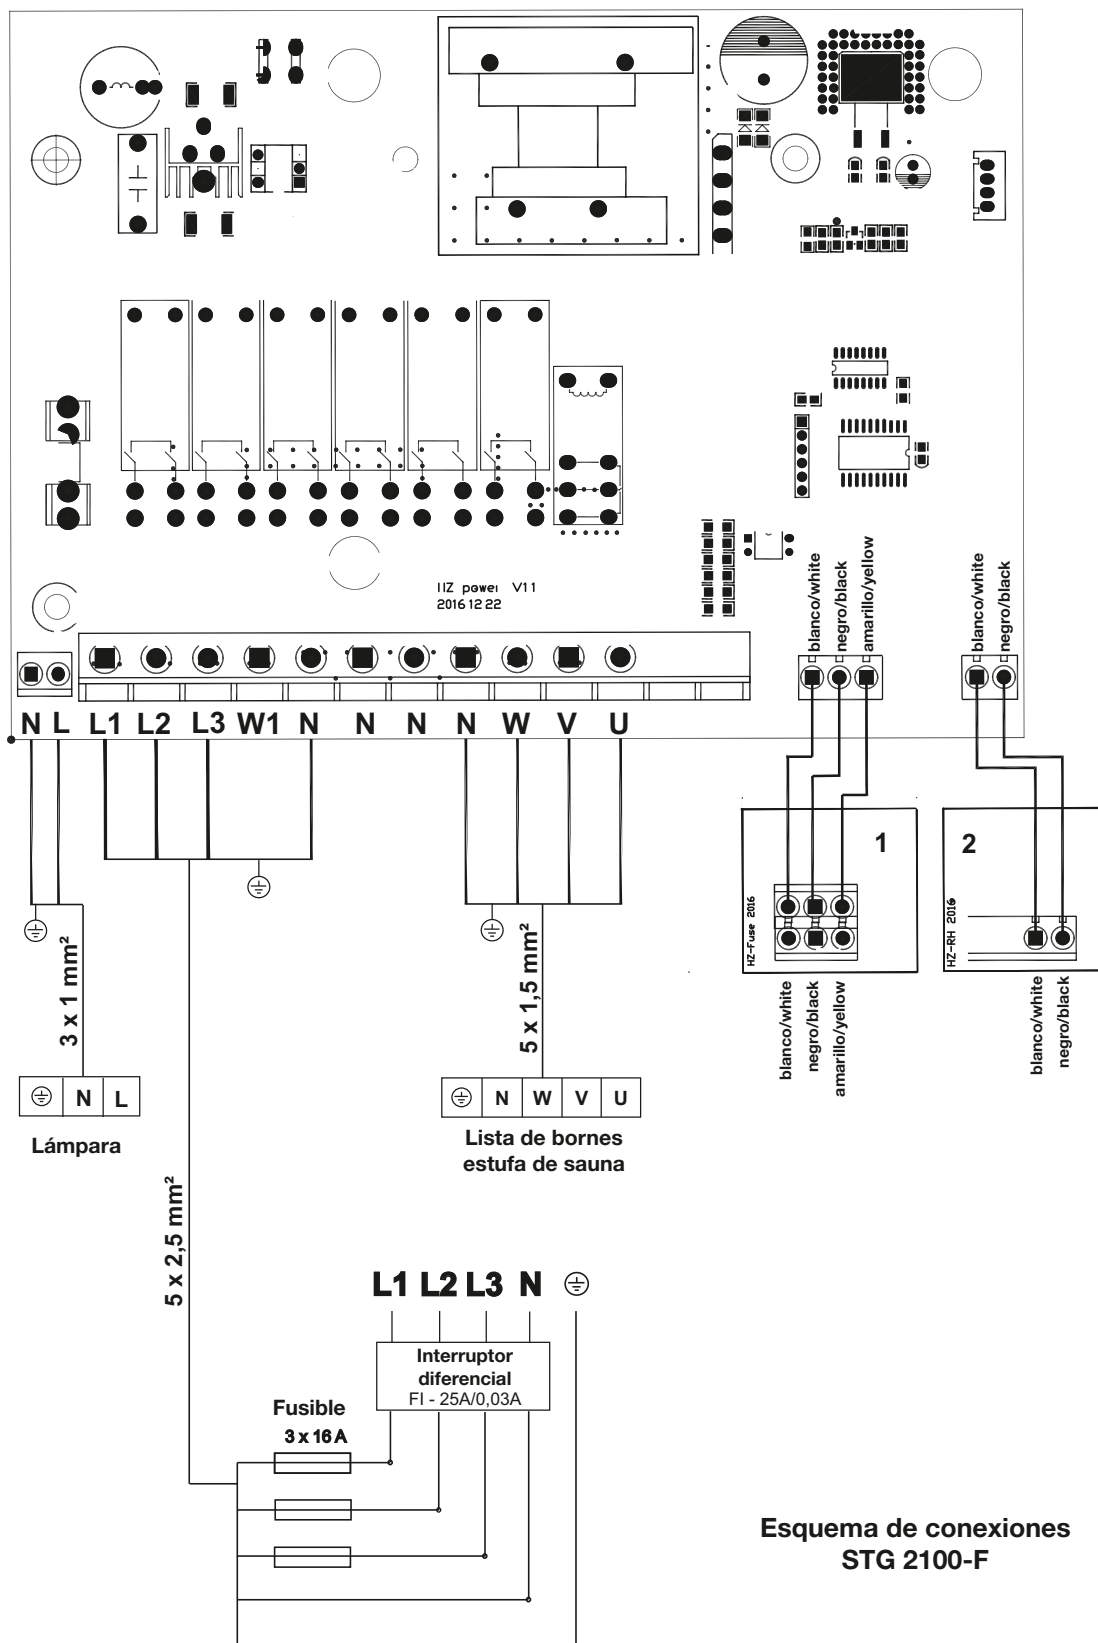 IIZ power V11
2016 12 22
blanco/white
negro/black
amarillo/yellow
blanco/white
negro/black
N L L1 L2 L3 W1 N N N N W V U
1
2
HZ-Fuse 2016
HZ-RH 2016
blanco/white
negro/black
amarillo/yellow
blanco/white
negro/black
3 x 1 mm²
5 x 1,5 mm²
N L
Lámpara
N W V U
Lista de bornes
estufa de sauna
5 x 2,5 mm²
L1 L2 L3 N
Interruptor
diferencial
FI - 25A/0,03A
Fusible
3 x 16 A
Esquema de conexiones
STG 2100-F